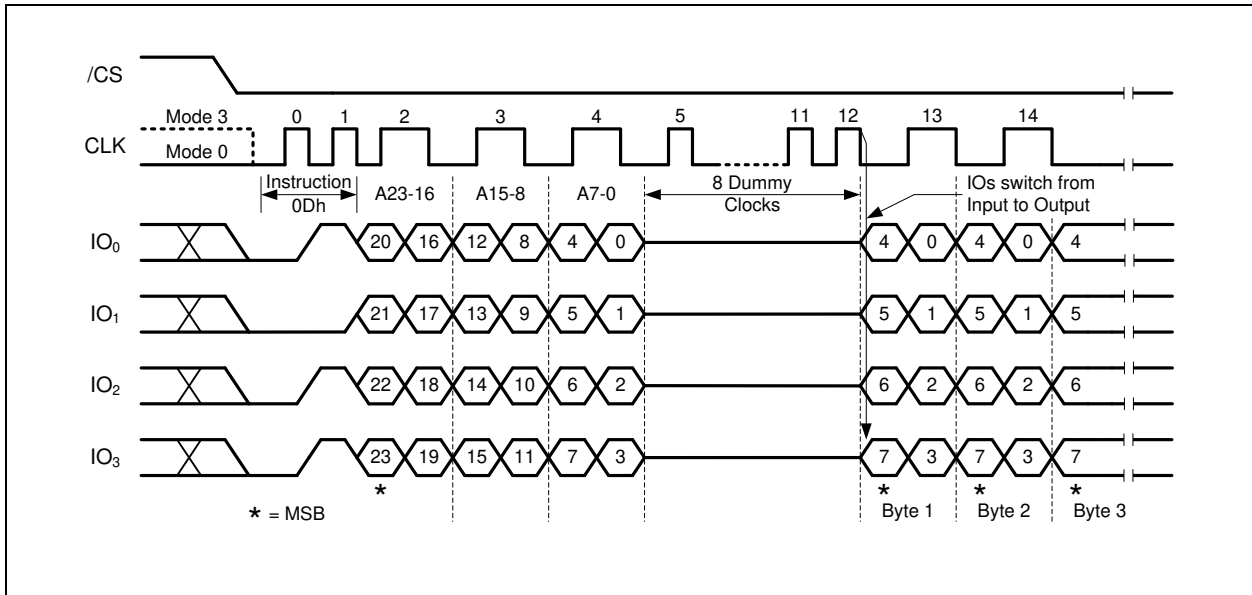 /CS
Mode 3 0 1 2 3 4 5 11 12 13 14
CLK
Mode 0
Instruction
0Dh
A23-16 A15-8 A7-0
8 Dummy
Clocks
IOs switch from
Input to Output
IO₀ 20 16 12 8 4 0 4 0 4 0 4
IO₁ 21 17 13 9 5 1 5 1 5 1 5
IO₂ 22 18 14 10 6 2 6 2 6 2 6
IO₃ 23 19 15 11 7 3 7 3 7 3 7
* * * *
* = MSB
Byte 1 Byte 2 Byte 3